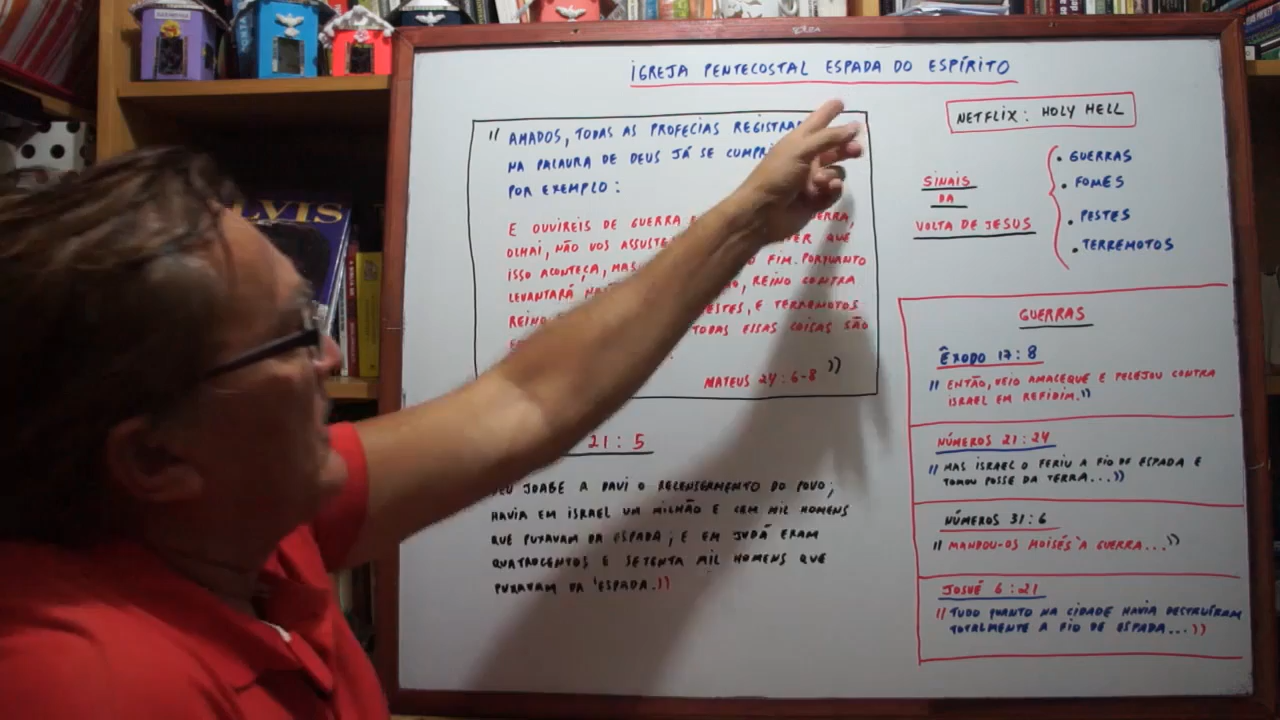 IGREJA PENTECOSTAL ESPADA DO ESPÍRITO
" AMADOS, TODAS AS PROFECIAS
NA PALAVRA DE DEUS JÁ SE
POR EXEMPLO:
E OUVIREIS DE GUERRA
OLHAI, NÃO VOS QUE
ISSO ACONTEÇA, MAS FIM. PORQUANTO
LEVANTARÁ REINO CONTRA
REINO E TERREMOTOS
TODAS ESSAS COISAS SÃO
MATEUS 24:6-8 "
21:5
JOABE A DAVI O RECENSEAMENTO DO POVO;
HAVIA EM ISRAEL UM MILHÃO E CEM MIL HOMENS
QUE PUXAVAM DA ESPADA; E EM JUDÁ ERAM
QUATROCENTOS E SETENTA MIL HOMENS QUE
PUXAVAM DA ESPADA."
NETFLIX: HOLY HELL
SINAIS
DA
VOLTA DE JESUS
• GUERRAS
• FOMES
• PESTES
• TERREMOTOS
GUERRAS
ÊXODO 17:8
" ENTÃO, VEIO AMALEQUE E PELEJOU CONTRA
ISRAEL EM REFIDIM."
NÚMEROS 21:24
" MAS ISRAEL O FERIU A FIO DE ESPADA E
TOMOU POSSE DA TERRA..."
NÚMEROS 31:6
" MANDOU-OS MOISÉS À GUERRA..."
JOSUÉ 6:21
" TUDO QUANTO NA CIDADE HAVIA DESTRUÍRAM
TOTALMENTE A FIO DE ESPADA..."
ELVIS